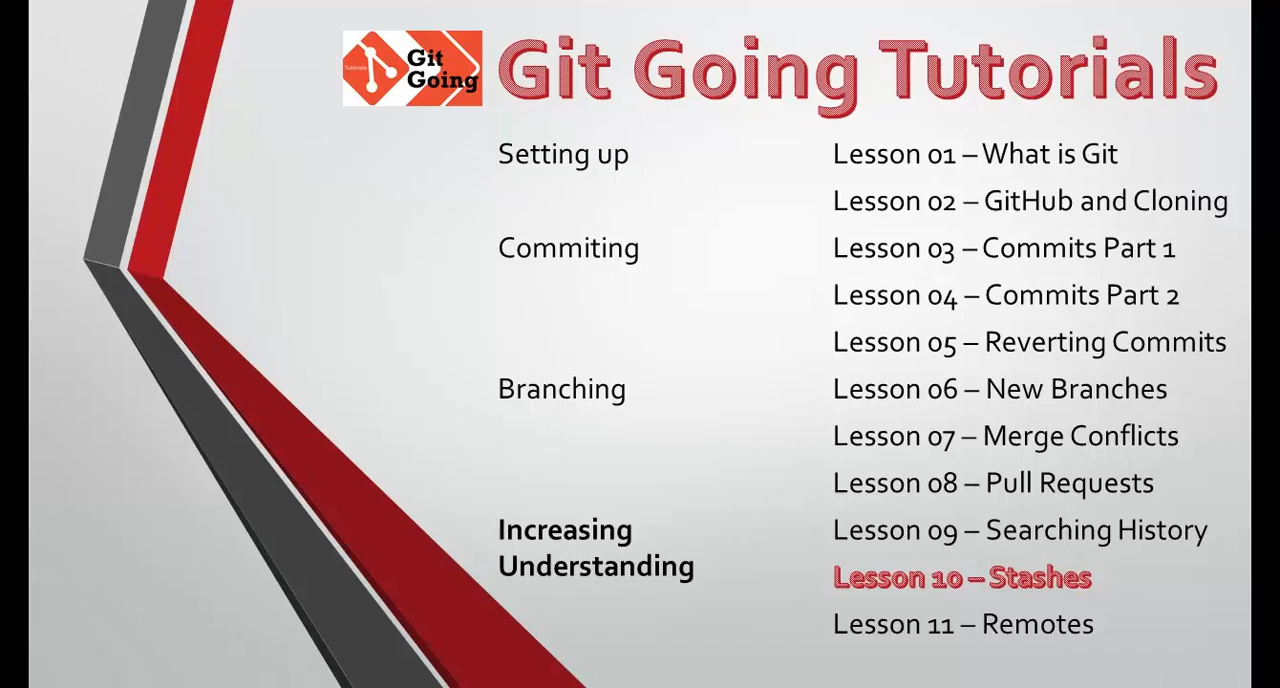 Tutorials
Git
Going
Git Going Tutorials
Setting up
Lesson 01 – What is Git
Lesson 02 – GitHub and Cloning
Commiting
Lesson 03 – Commits Part 1
Lesson 04 – Commits Part 2
Lesson 05 – Reverting Commits
Branching
Lesson 06 – New Branches
Lesson 07 – Merge Conflicts
Lesson 08 – Pull Requests
Increasing
Understanding
Lesson 09 – Searching History
Lesson 10 – Stashes
Lesson 11 – Remotes